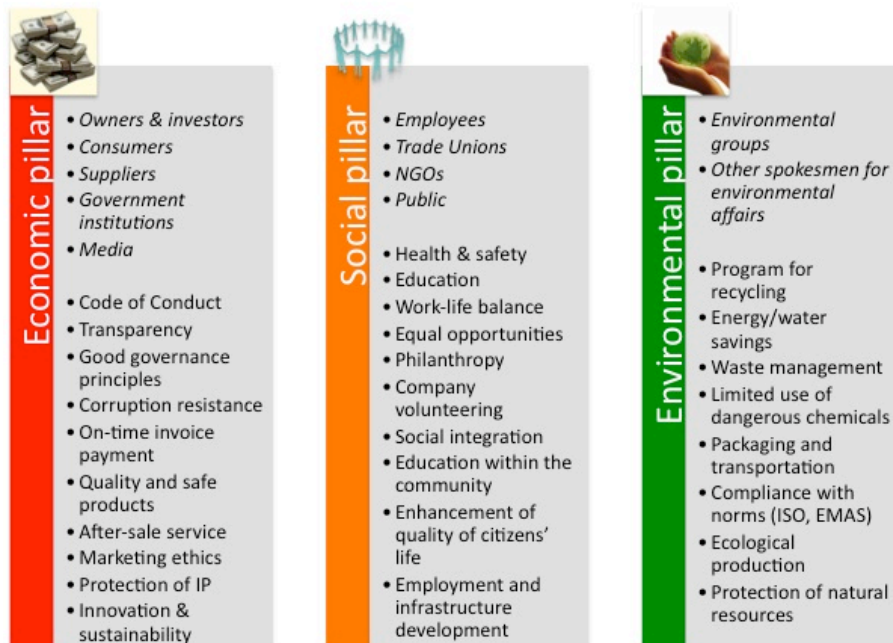 Economic pillar
• Owners & investors
• Consumers
• Suppliers
• Government
institutions
• Media
• Code of Conduct
• Transparency
• Good governance
principles
• Corruption resistance
• On-time invoice
payment
• Quality and safe
products
• After-sale service
• Marketing ethics
• Protection of IP
• Innovation &
sustainability
Social pillar
• Employees
• Trade Unions
• NGOs
• Public
• Health & safety
• Education
• Work-life balance
• Equal opportunities
• Philanthropy
• Company
volunteering
• Social integration
• Education within the
community
• Enhancement of
quality of citizens’
life
• Employment and
infrastructure
development
Environmental pillar
• Environmental
groups
• Other spokesmen for
environmental
affairs
• Program for
recycling
• Energy/water
savings
• Waste management
• Limited use of
dangerous chemicals
• Packaging and
transportation
• Compliance with
norms (ISO, EMAS)
• Ecological
production
• Protection of natural
resources